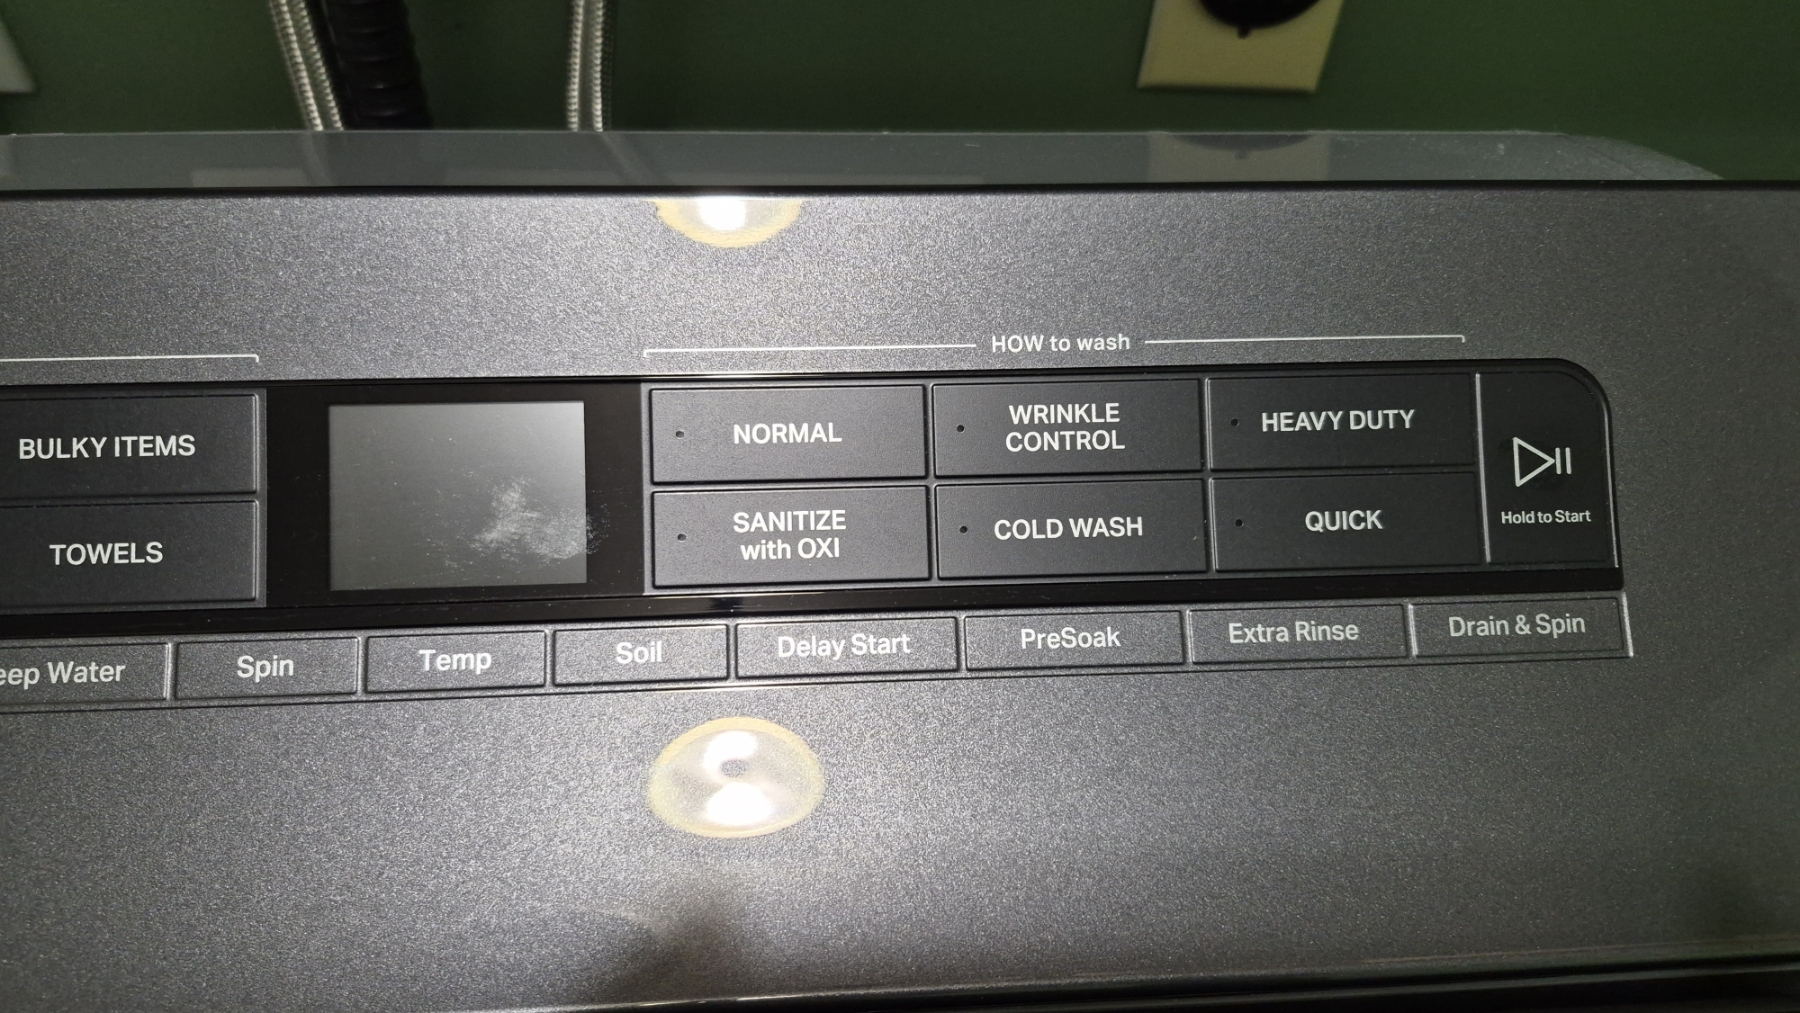 HOW to wash
BULKY ITEMS
TOWELS
NORMAL
WRINKLE
CONTROL
HEAVY DUTY
SANITIZE
with OXI
COLD WASH
QUICK
Hold to Start
Water
Spin
Temp
Soil
Delay Start
PreSoak
Extra Rinse
Drain & Spin